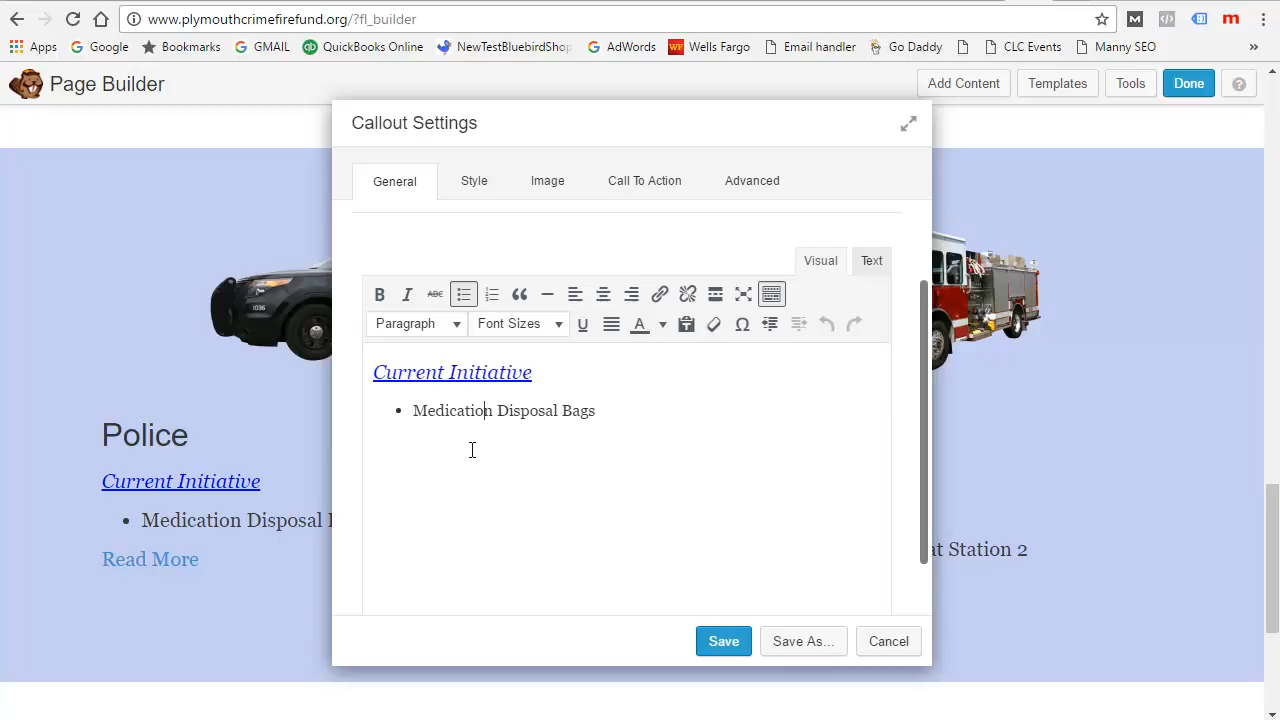 www.plymouthcrimefirefund.org/?fl_builder
Apps Google Bookmarks GMAIL QuickBooks Online NewTestBluebirdShop AdWords Wells Fargo Email handler Go Daddy CLC Events Manny SEO »
Page Builder Add Content Templates Tools Done ?
Callout Settings
General Style Image Call To Action Advanced
Visual Text
B I ABC
Paragraph Font Sizes U A Ω
Current Initiative
• Medication Disposal Bags
Police
Current Initiative
• Medication Disposal
Read More
at Station 2
Save Save As... Cancel